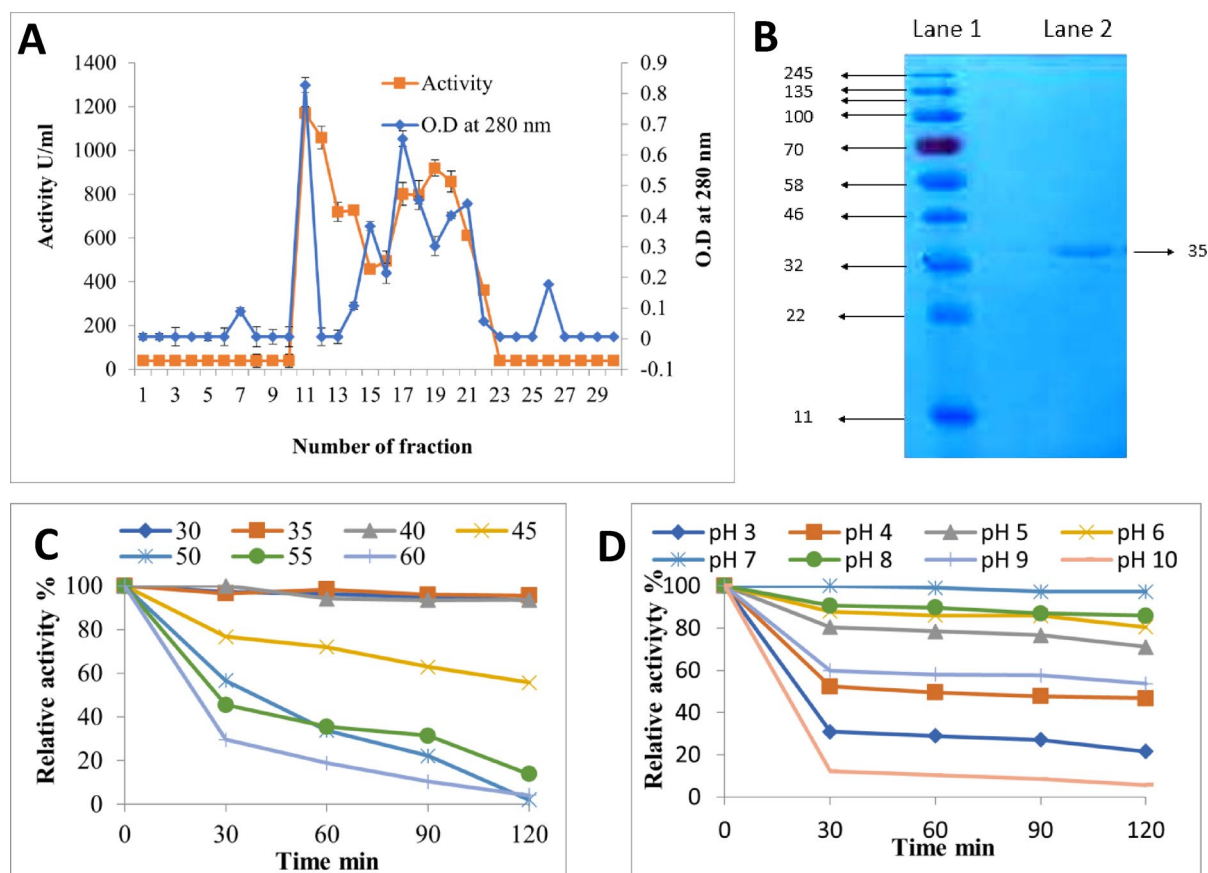 A
Activity
O.D at 280 nm
Activity U/ml
1400
1200
1000
800
600
400
200
0
O.D at 280 nm
0.9
0.8
0.7
0.6
0.5
0.4
0.3
0.2
0.1
0
-0.1
1 3 5 7 9 11 13 15 17 19 21 23 25 27 29
Number of fraction
B
Lane 1 Lane 2
245
135
100
70
58
46
32
22
11
35
C
30 35 40 45
50 55 60
Relative activity %
100
80
60
40
20
0
0 30 60 90 120
Time min
D
pH 3 pH 4 pH 5 pH 6
pH 7 pH 8 pH 9 pH 10
Relative activiyty %
100
80
60
40
20
0
0 30 60 90 120
Time min